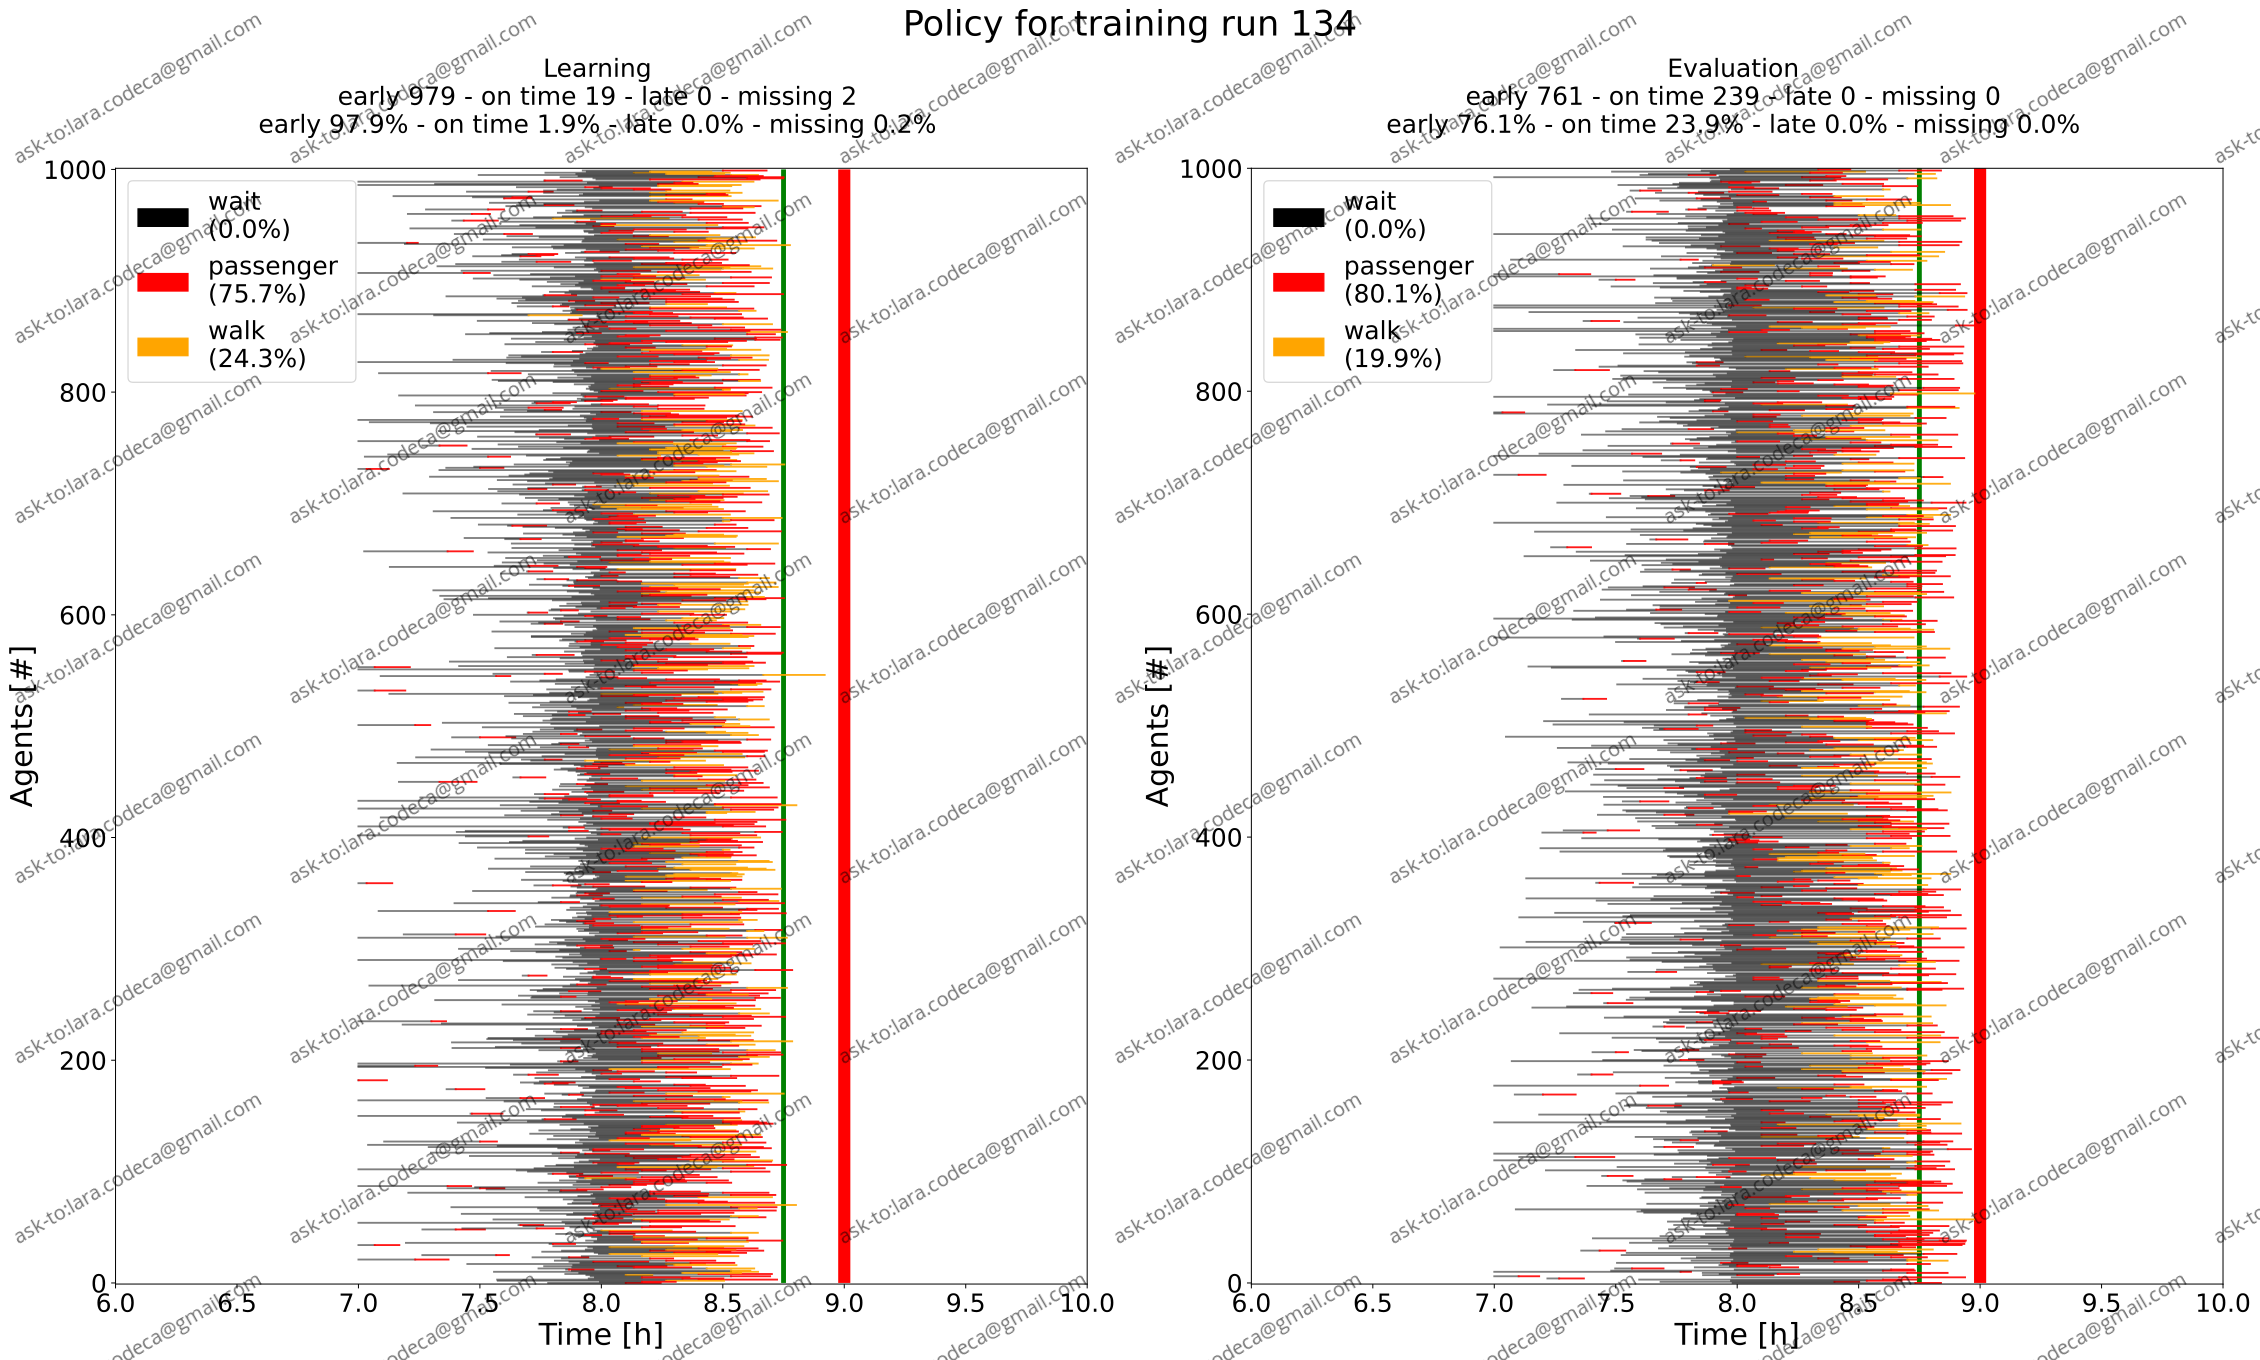 Policy for training run 134
Learning
early 979 - on time 19 - late 0 - missing 2
early 97.9% - on time 1.9% - late 0.0% - missing 0.2%
Evaluation
early 761 - on time 239 - late 0 - missing 0
early 76.1% - on time 23.9% - late 0.0% - missing 0.0%
wait
(0.0%)
passenger
(75.7%)
walk
(24.3%)
wait
(0.0%)
passenger
(80.1%)
walk
(19.9%)
Agents [#]
1000
800
600
400
200
0
6.0 6.5 7.0 7.5 8.0 8.5 9.0 9.5 10.0
Time [h]
Agents [#]
1000
800
600
400
200
0
6.0 6.5 7.0 7.5 8.0 8.5 9.0 9.5 10.0
Time [h]
ask-to:lara.codeca@gmail.com